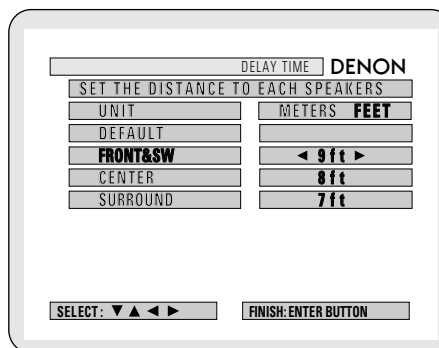 DELAY TIME DENON
SET THE DISTANCE TO EACH SPEAKERS
UNIT METERS FEET
DEFAULT
FRONT&SW ◄ 9ft ►
CENTER 8ft
SURROUND 7ft
SELECT: ▼ ▲ ◄ ► FINISH: ENTER BUTTON